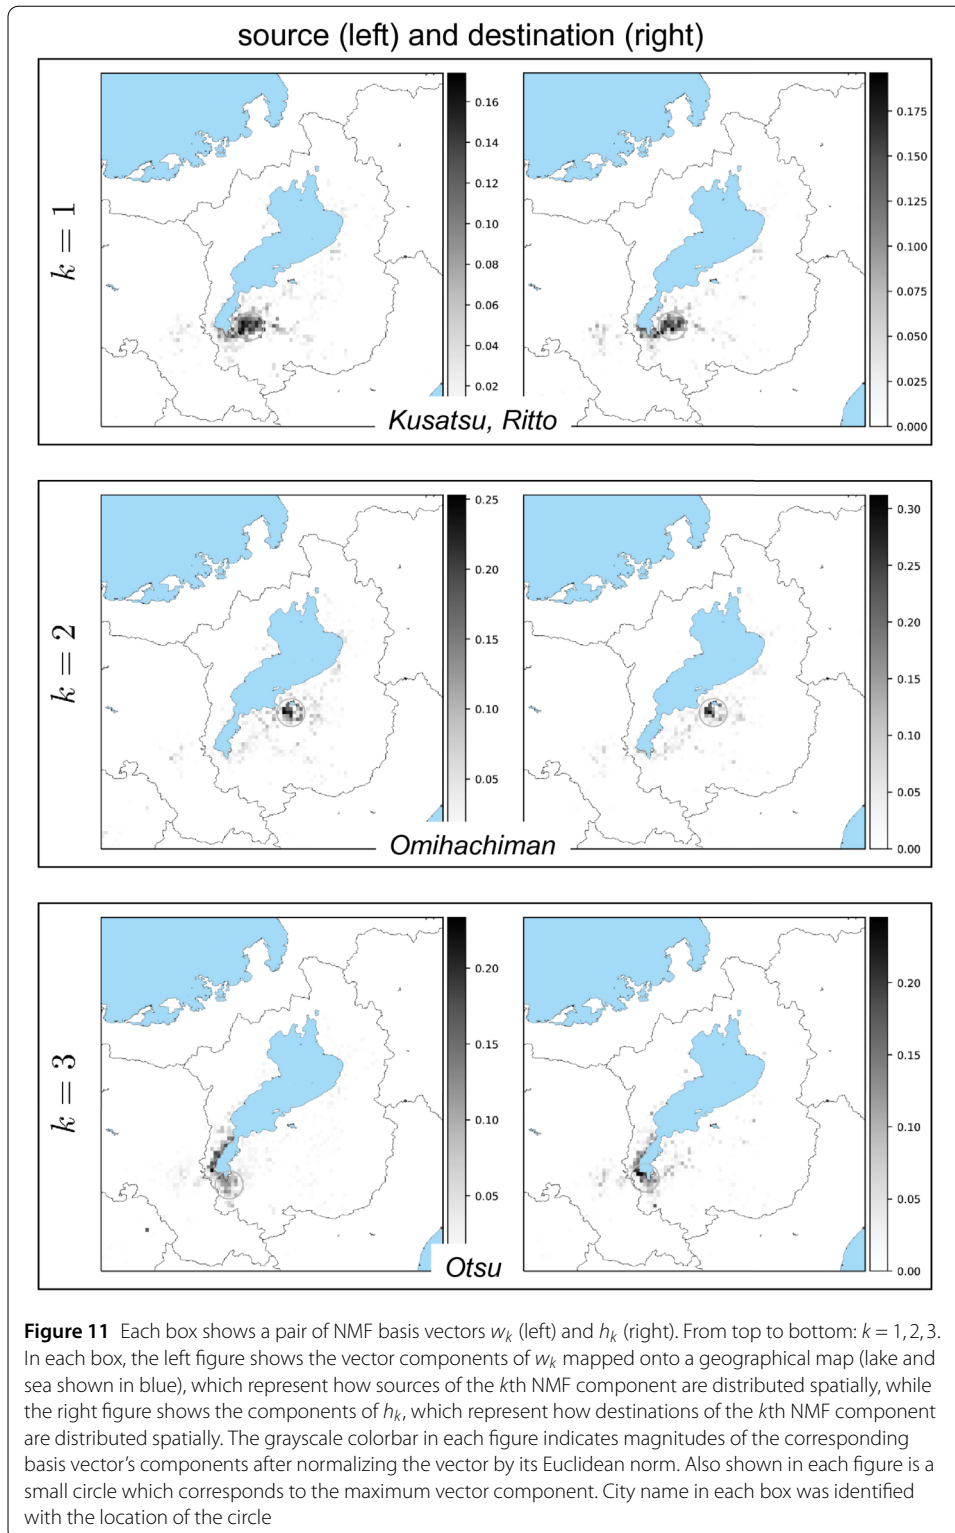 source (left) and destination (right)
k = 1
0.16
0.14
0.12
0.10
0.08
0.06
0.04
0.02
0.175
0.150
0.125
0.100
0.075
0.050
0.025
0.000
Kusatsu, Ritto
k = 2
0.25
0.20
0.15
0.10
0.05
0.30
0.25
0.20
0.15
0.10
0.05
0.00
Omihachiman
k = 3
0.20
0.15
0.10
0.05
0.20
0.15
0.10
0.05
0.00
Otsu
Figure 11 Each box shows a pair of NMF basis vectors wk (left) and hk (right). From top to bottom: k = 1, 2, 3.
In each box, the left figure shows the vector components of wk mapped onto a geographical map (lake and
sea shown in blue), which represent how sources of the kth NMF component are distributed spatially, while
the right figure shows the components of hk, which represent how destinations of the kth NMF component
are distributed spatially. The grayscale colorbar in each figure indicates magnitudes of the corresponding
basis vector's components after normalizing the vector by its Euclidean norm. Also shown in each figure is a
small circle which corresponds to the maximum vector component. City name in each box was identified
with the location of the circle